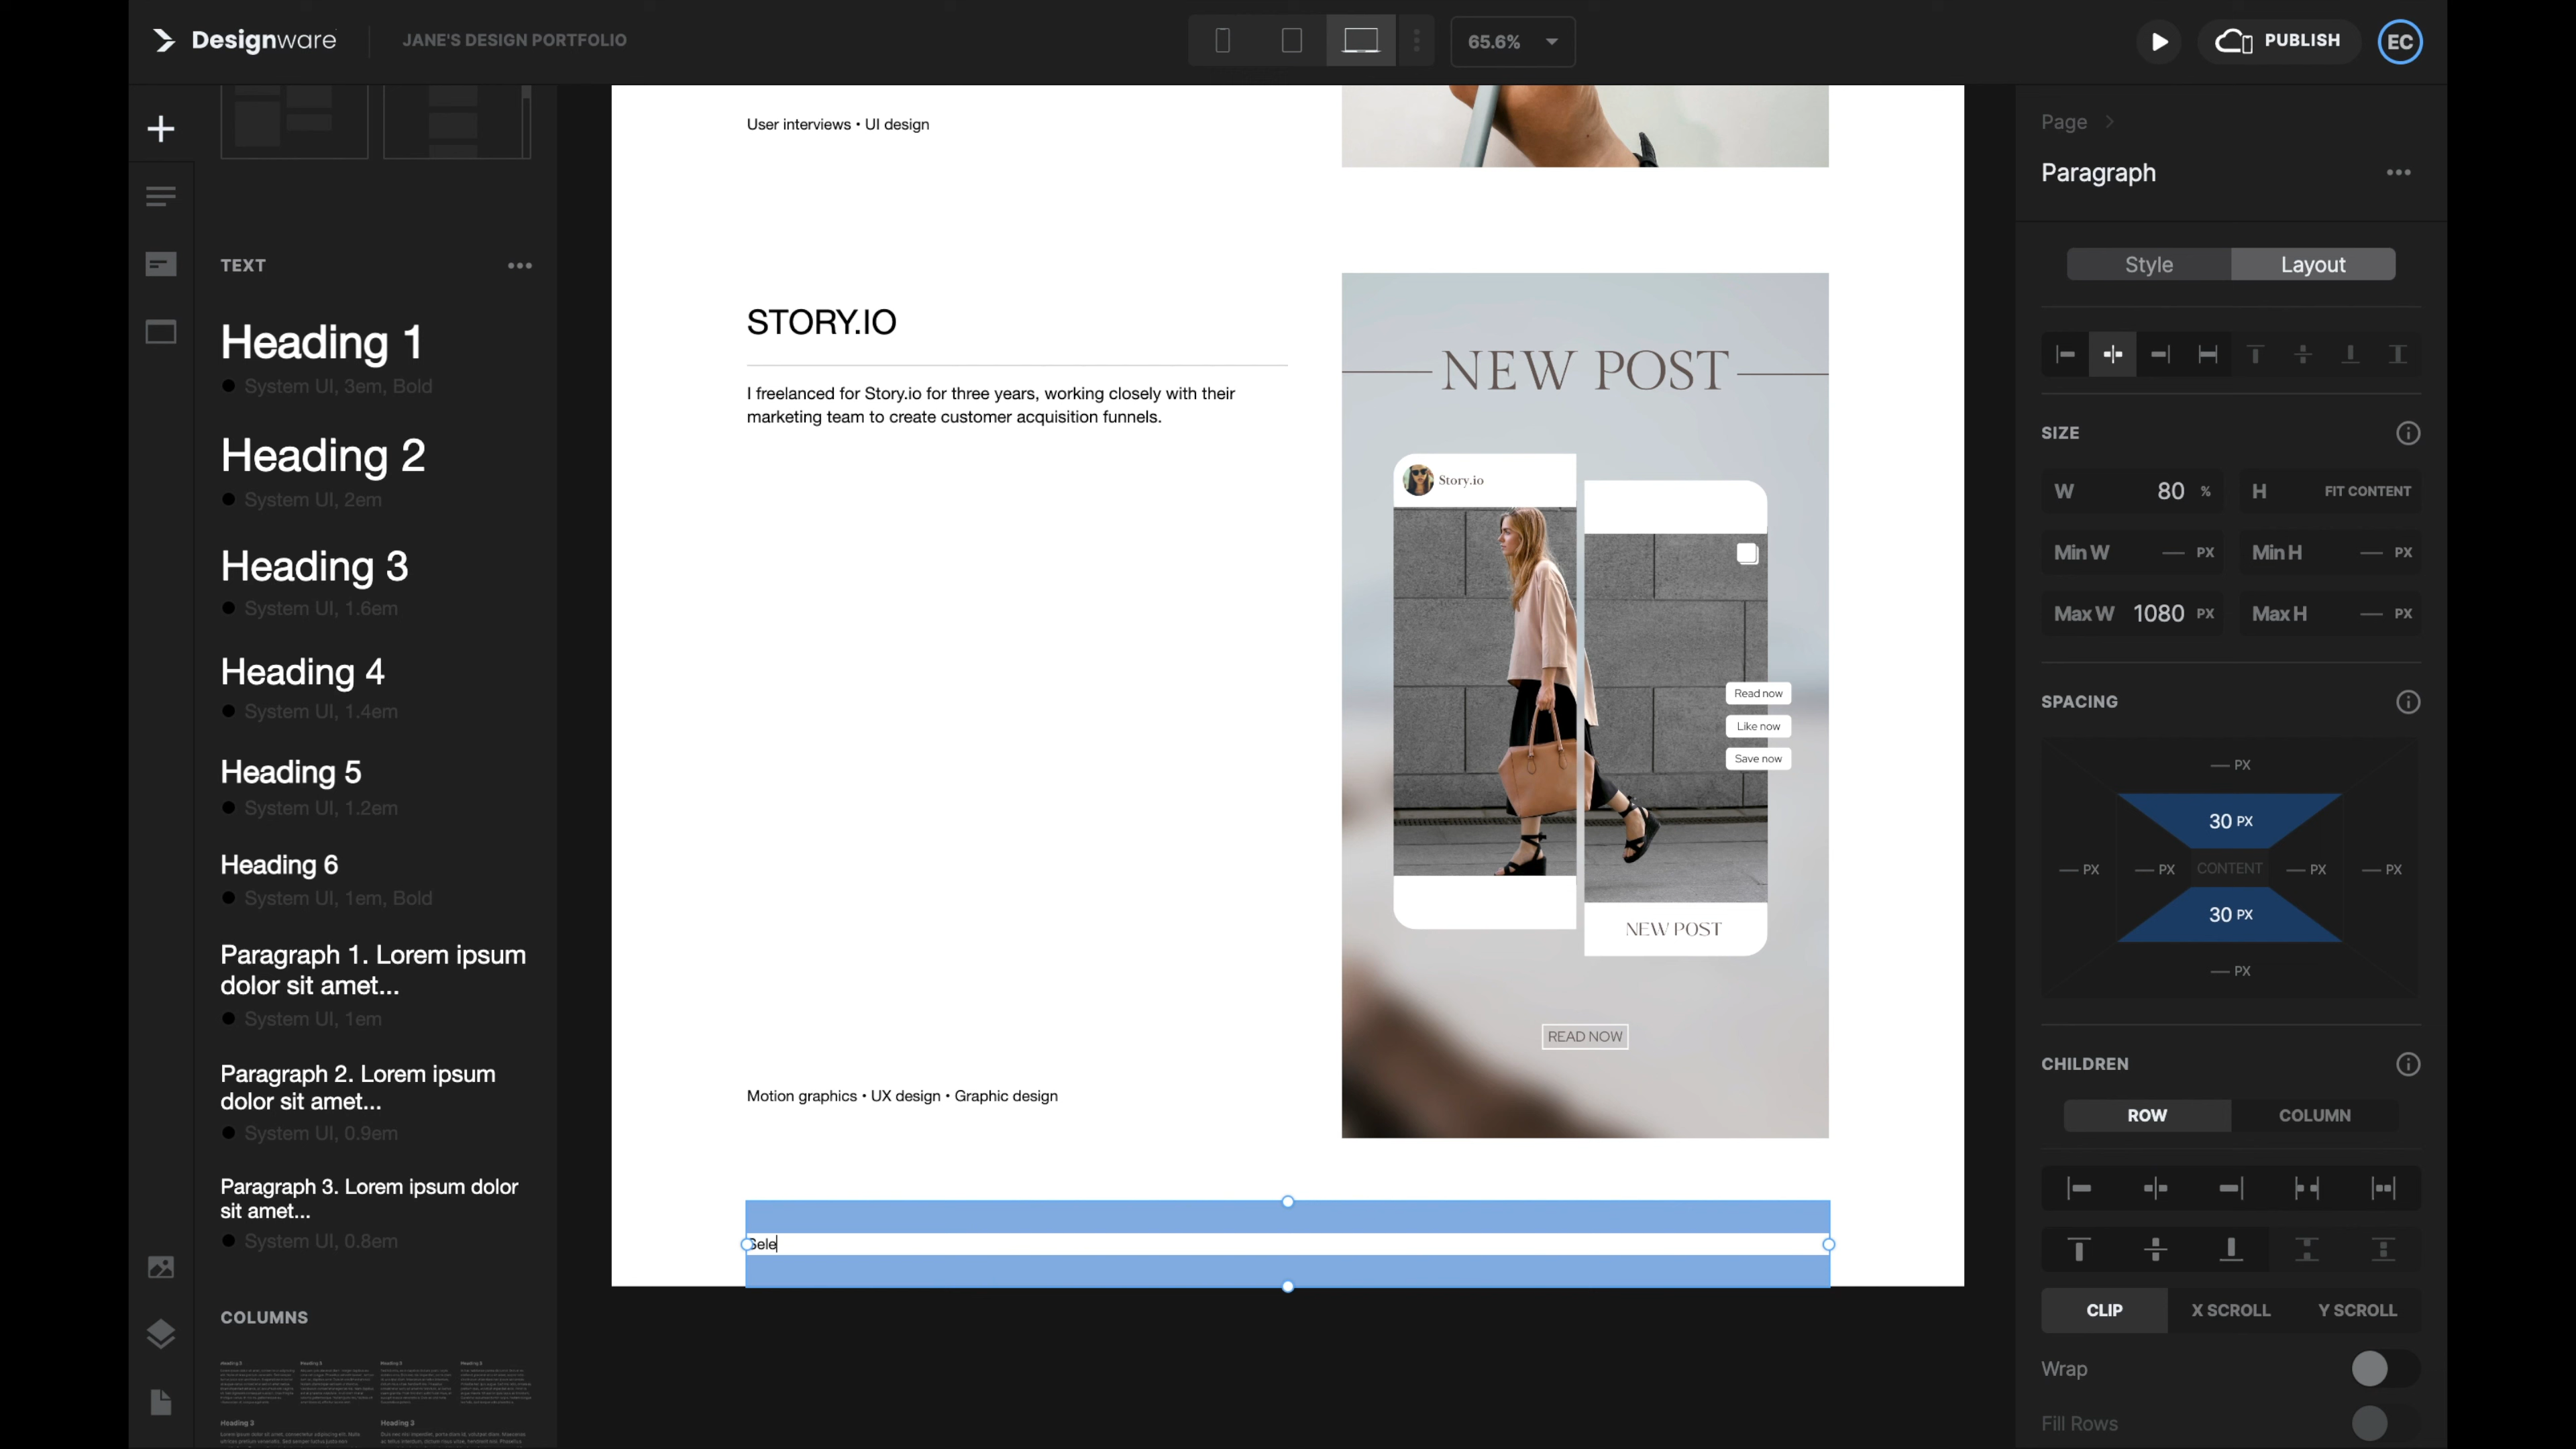 Designware
JANE'S DESIGN PORTFOLIO
65.6%
PUBLISH
EC
TEXT
Heading 1
System UI, 3em, Bold
Heading 2
System UI, 2em
Heading 3
System UI, 1.6em
Heading 4
System UI, 1.4em
Heading 5
System UI, 1.2em
Heading 6
System UI, 1em, Bold
Paragraph 1. Lorem ipsum
dolor sit amet...
System UI, 1em
Paragraph 2. Lorem ipsum
dolor sit amet...
System UI, 0.9em
Paragraph 3. Lorem ipsum dolor
sit amet...
System UI, 0.8em
COLUMNS
Heading 3
Heading 3
User interviews • UI design
STORY.IO
I freelanced for Story.io for three years, working closely with their
marketing team to create customer acquisition funnels.
Motion graphics • UX design • Graphic design
NEW POST
Story.io
Read now
Like now
Save now
NEW POST
READ NOW
Sele
Page
Paragraph
Style Layout
SIZE
W 80 % H FIT CONTENT
Min W — PX Min H — PX
Max W 1080 PX Max H — PX
SPACING
— PX
30 PX
— PX — PX CONTENT — PX — PX
30 PX
— PX
CHILDREN
ROW COLUMN
CLIP X SCROLL Y SCROLL
Wrap
Fill Rows